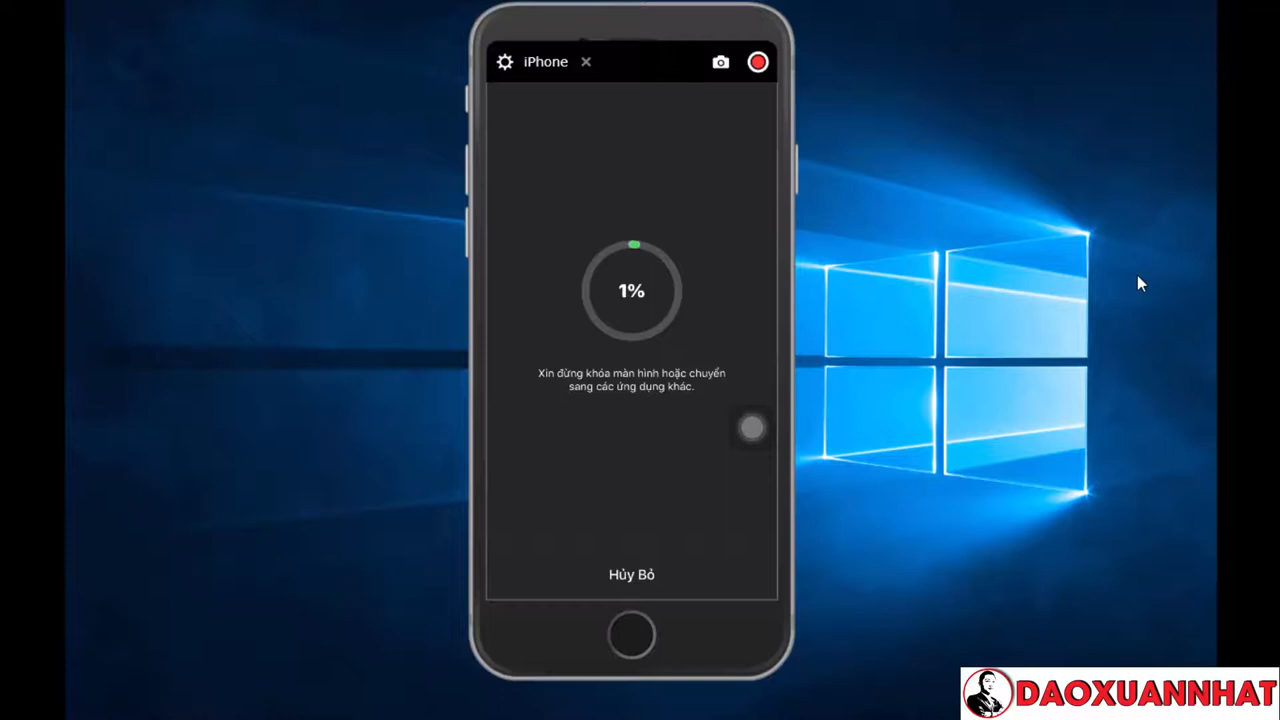 iPhone
1%
Xin đừng khóa màn hình hoặc chuyển
sang các ứng dụng khác.
Hủy Bỏ
DAOXUANNHAT